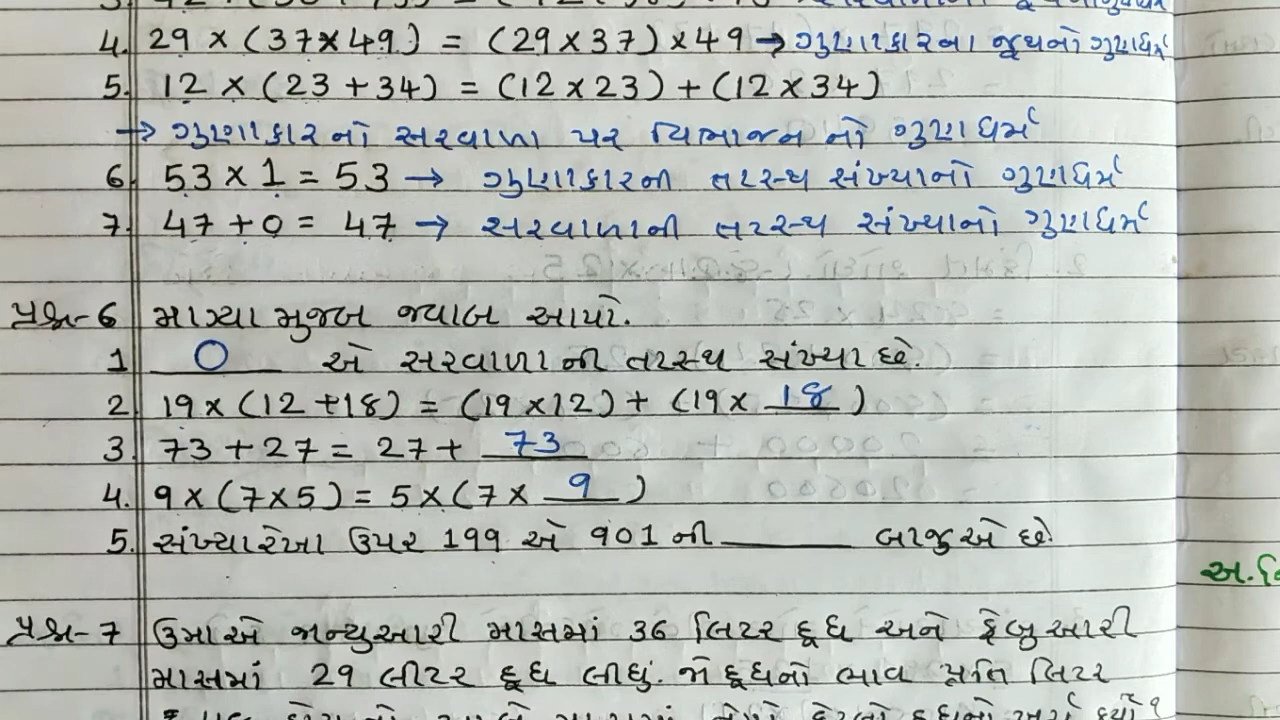 4. 29 × (37×49) = (29×37)×49 → ગુણાકારના જૂથનો ગુણધર્મ
5. 12 × (23+34) = (12×23)+(12×34)
→ ગુણાકારનો સરવાળા પર વિભાજન નો ગુણધર્મ
6. 53 × 1 = 53 → ગુણાકારની તટસ્થ સંખ્યાનો ગુણધર્મ
7. 47 + 0 = 47 → સરવાળાની તટસ્થ સંખ્યાનો ગુણધર્મ
પ્રશ્ન-6 માગ્યા મુજબ જવાબ આપો.
1 0 એ સરવાળા ની તટસ્થ સંખ્યા છે.
2 19×(12+18) = (19×12)+(19× 18 )
3. 73+27 = 27+ 73
4. 9×(7×5) = 5×(7× 9 )
5. સંખ્યારેખા ઉપર 199 એ 901 ની ______ બાજુએ છે.
અ.
પ્રશ્ન-7 ઉમાએ જાન્યુઆરી માસમાં 36 લિટર દૂધ અને ફેબ્રુઆરી
માસમાં 29 લીટર દૂધ લીધું. જો દૂધનો ભાવ પ્રતિ લિટર